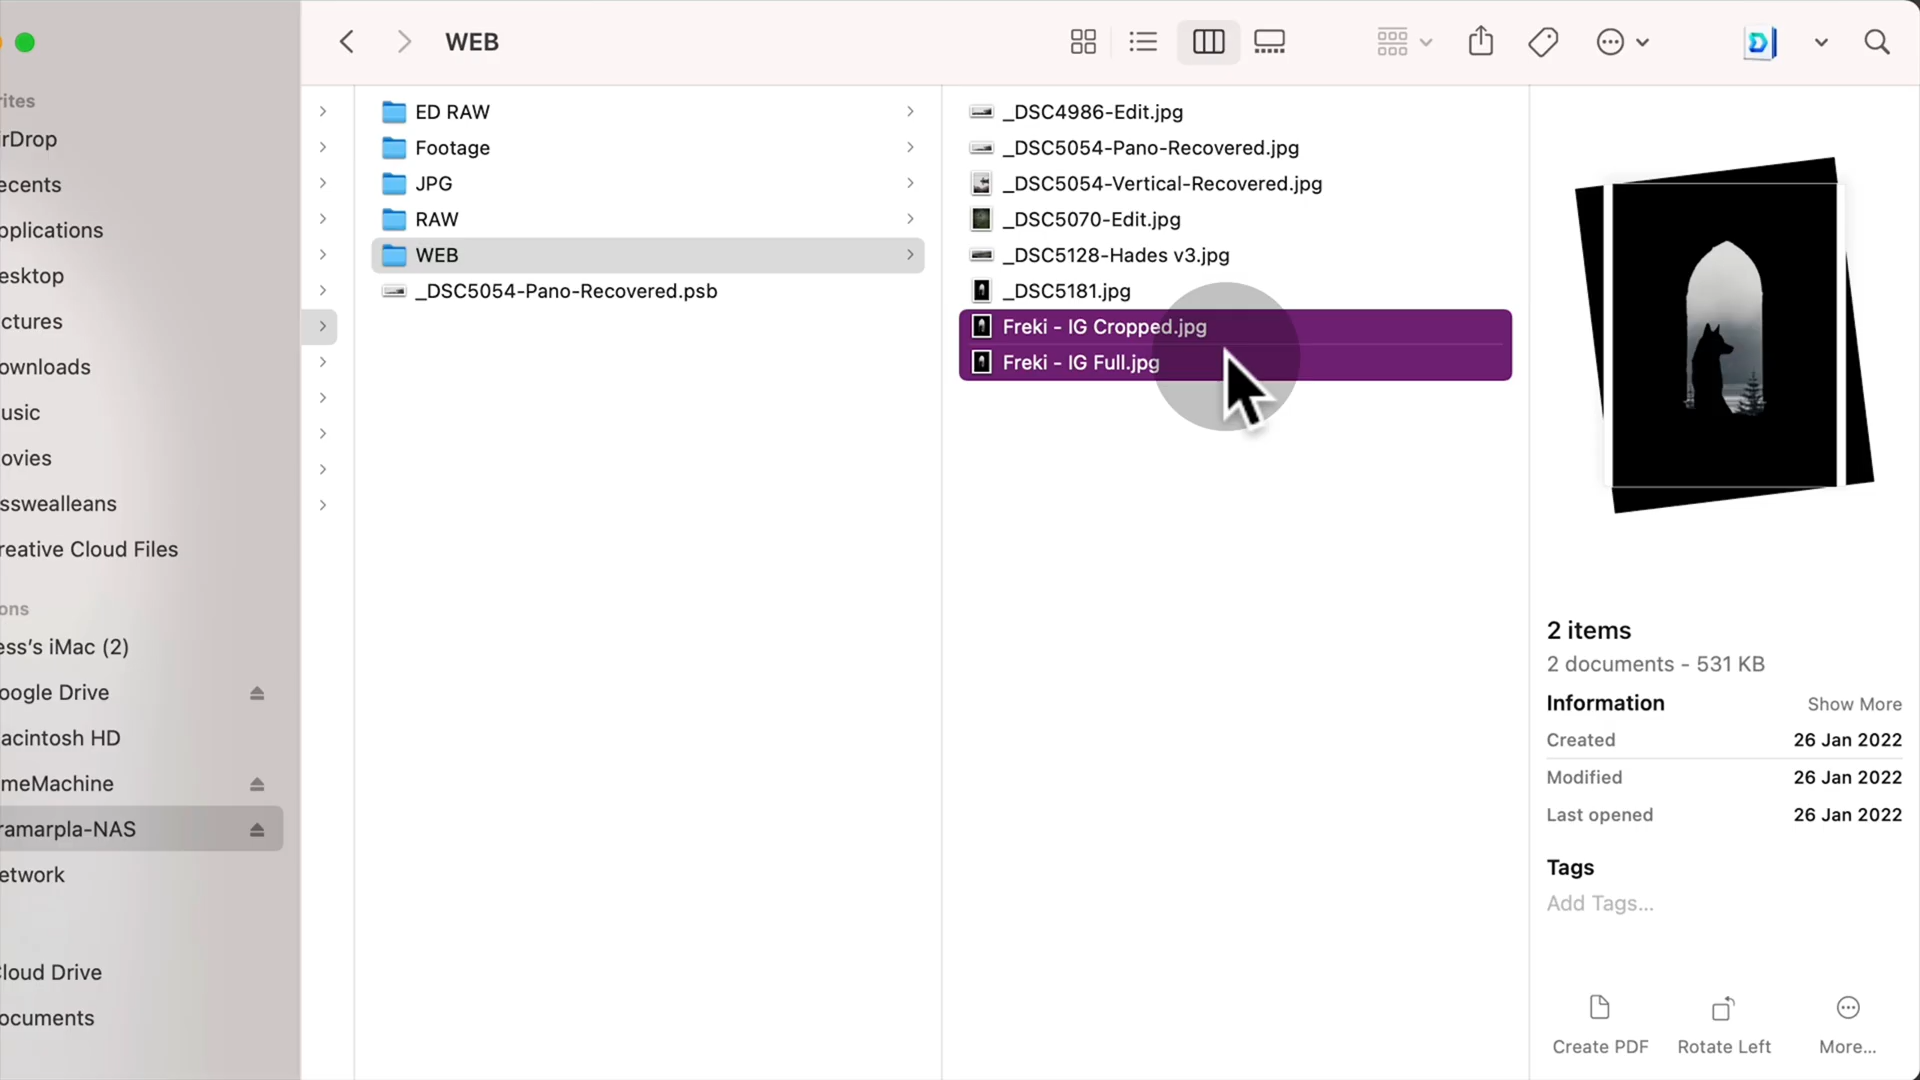 WEB
ites
rDrop
ecents
pplications
esktop
ctures
ownloads
usic
ovies
sswealleans
reative Cloud Files
ons
ess's iMac (2)
oogle Drive
acintosh HD
meMachine
ramarpla-NAS
etwork
loud Drive
ocuments
ED RAW
Footage
JPG
RAW
WEB
_DSC5054-Pano-Recovered.psb
_DSC4986-Edit.jpg
_DSC5054-Pano-Recovered.jpg
_DSC5054-Vertical-Recovered.jpg
_DSC5070-Edit.jpg
_DSC5128-Hades v3.jpg
_DSC5181.jpg
Freki - IG Cropped.jpg
Freki - IG Full.jpg
2 items
2 documents - 531 KB
Information Show More
Created 26 Jan 2022
Modified 26 Jan 2022
Last opened 26 Jan 2022
Tags
Add Tags...
Create PDF Rotate Left More...